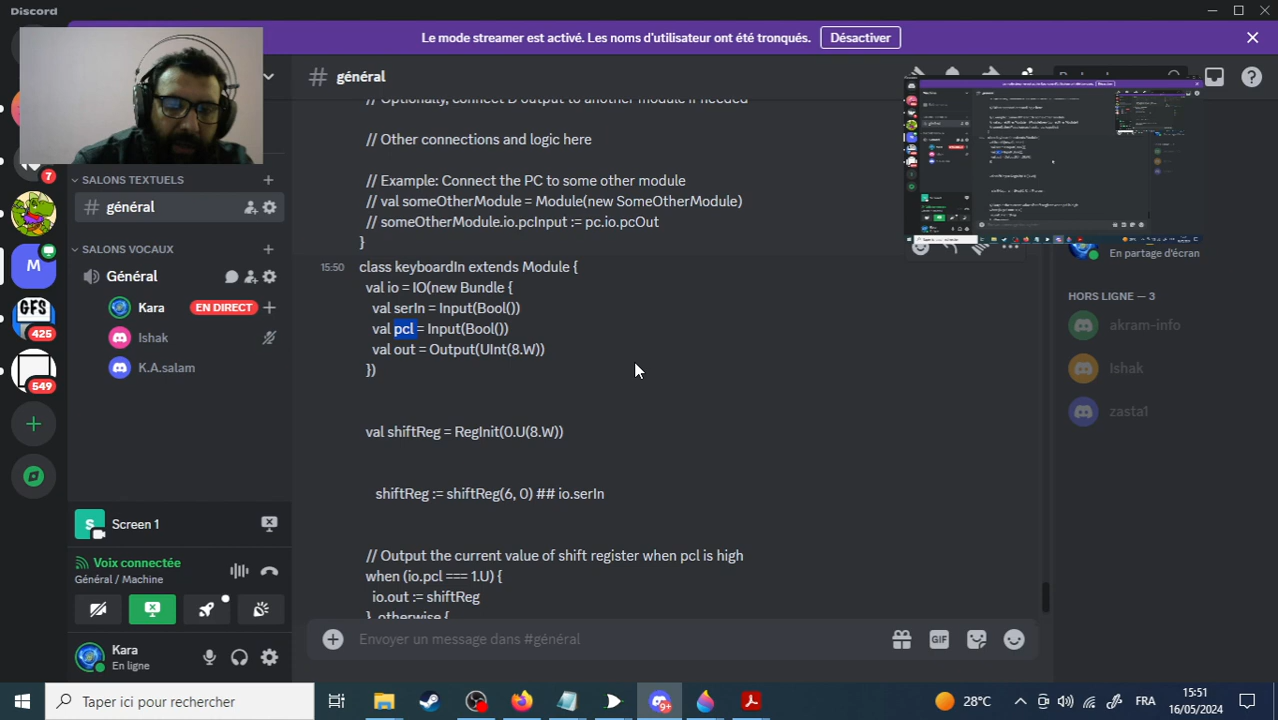 Discord
Le mode streamer est activé. Les noms d'utilisateur ont été tronqués.
Désactiver
# général
SALONS TEXTUELS
# général
SALONS VOCAUX
Général
Kara
EN DIRECT
Ishak
K.A.salam
7
425
549
M
GFS
// Other connections and logic here
// Example: Connect the PC to some other module
// val someOtherModule = Module(new SomeOtherModule)
// someOtherModule.io.pcInput := pc.io.pcOut
}
15:50
class keyboardIn extends Module {
val io = IO(new Bundle {
val serIn = Input(Bool())
val pcl = Input(Bool())
val out = Output(UInt(8.W))
})
val shiftReg = RegInit(0.U(8.W))
shiftReg := shiftReg(6, 0) ## io.serIn
// Output the current value of shift register when pcl is high
when (io.pcl === 1.U) {
io.out := shiftReg
}. otherwise {
En partage d'écran
HORS LIGNE — 3
akram-info
Ishak
zasta1
S
Screen 1
Voix connectée
Général / Machine
Kara
En ligne
Envoyer un message dans #général
GIF
Taper ici pour rechercher
9+
28°C
FRA
15:51
16/05/2024